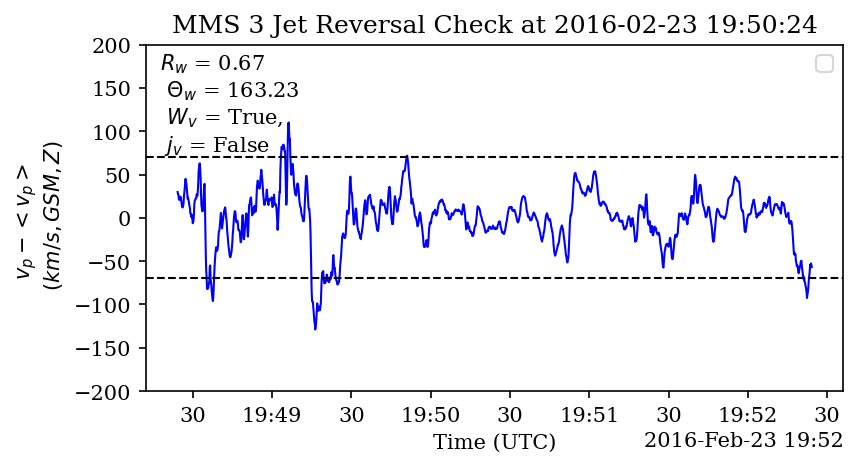 MMS 3 Jet Reversal Check at 2016-02-23 19:50:24
R_w = 0.67
Θ_w = 163.23
W_v = True,
j_v = False
v_p − < v_p >
(km/s, GSM, Z)
200
150
100
50
0
−50
−100
−150
−200
30 19:49 30 19:50 30 19:51 30 19:52 30
Time (UTC)
2016-Feb-23 19:52